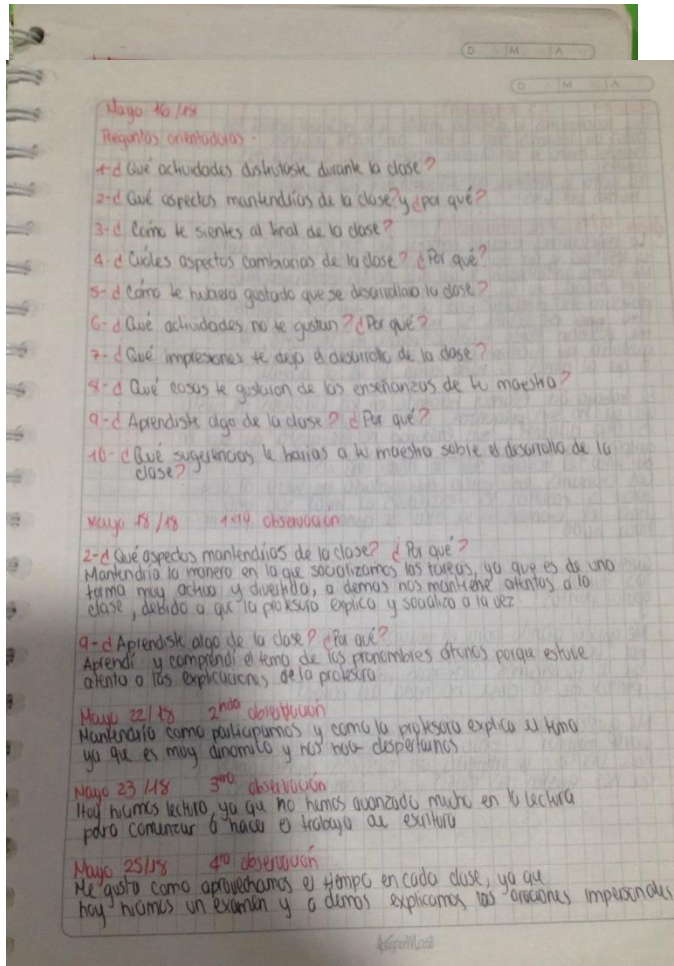 D M A
D M A
Mayo 16/18
Preguntas orientadoras.
1-¿Qué actividades disfrutaste durante la clase?
2-¿Qué aspectos mantendrías de la clase? y ¿por qué?
3-¿Cómo te sientes al final de la clase?
4-¿Cuáles aspectos cambiarías de la clase? ¿Por qué?
5-¿Cómo te hubiera gustado que se desarrollara la clase?
6-¿Qué actividades no te gustan? ¿Por qué?
7-¿Qué impresiones te dejo el desarrollo de la clase?
8-¿Qué cosas te gustaron de las enseñanzas de tu maestra?
9-¿Aprendiste algo de la clase? ¿Por qué?
10-¿Qué sugerencias le harías a tu maestra sobre el desarrollo de la
clase?
Mayo 18/18 observación
2-¿Qué aspectos mantendrías de la clase? ¿Por qué?
Mantendría la manera en la que socializamos las tareas, ya que es de una
forma muy activa y divertida, a demas nos mantiene atentos a la
clase, debido a que la profesora explica y socializa a la vez
9-¿Aprendiste algo de la clase? ¿Por qué?
Aprendí y comprendí el tema de los pronombres átonos porque estuve
atenta a las explicaciones de la profesora
Mayo 22/18 2nda observación
Mantendría como participamos y como la profesora explica el tema
ya que es muy dinamico y nos
Mayo 23/18 3era observación
Hoy hicimos lectura, ya que no hemos avanzado mucho en la lectura
para comenzar a hacer el trabajo de escritura
Mayo 25/18 4ta observación
Me gusta como aprovechamos el tiempo en cada clase, ya que
hoy hicimos un examen y a demas explicamos las oraciones impersonales